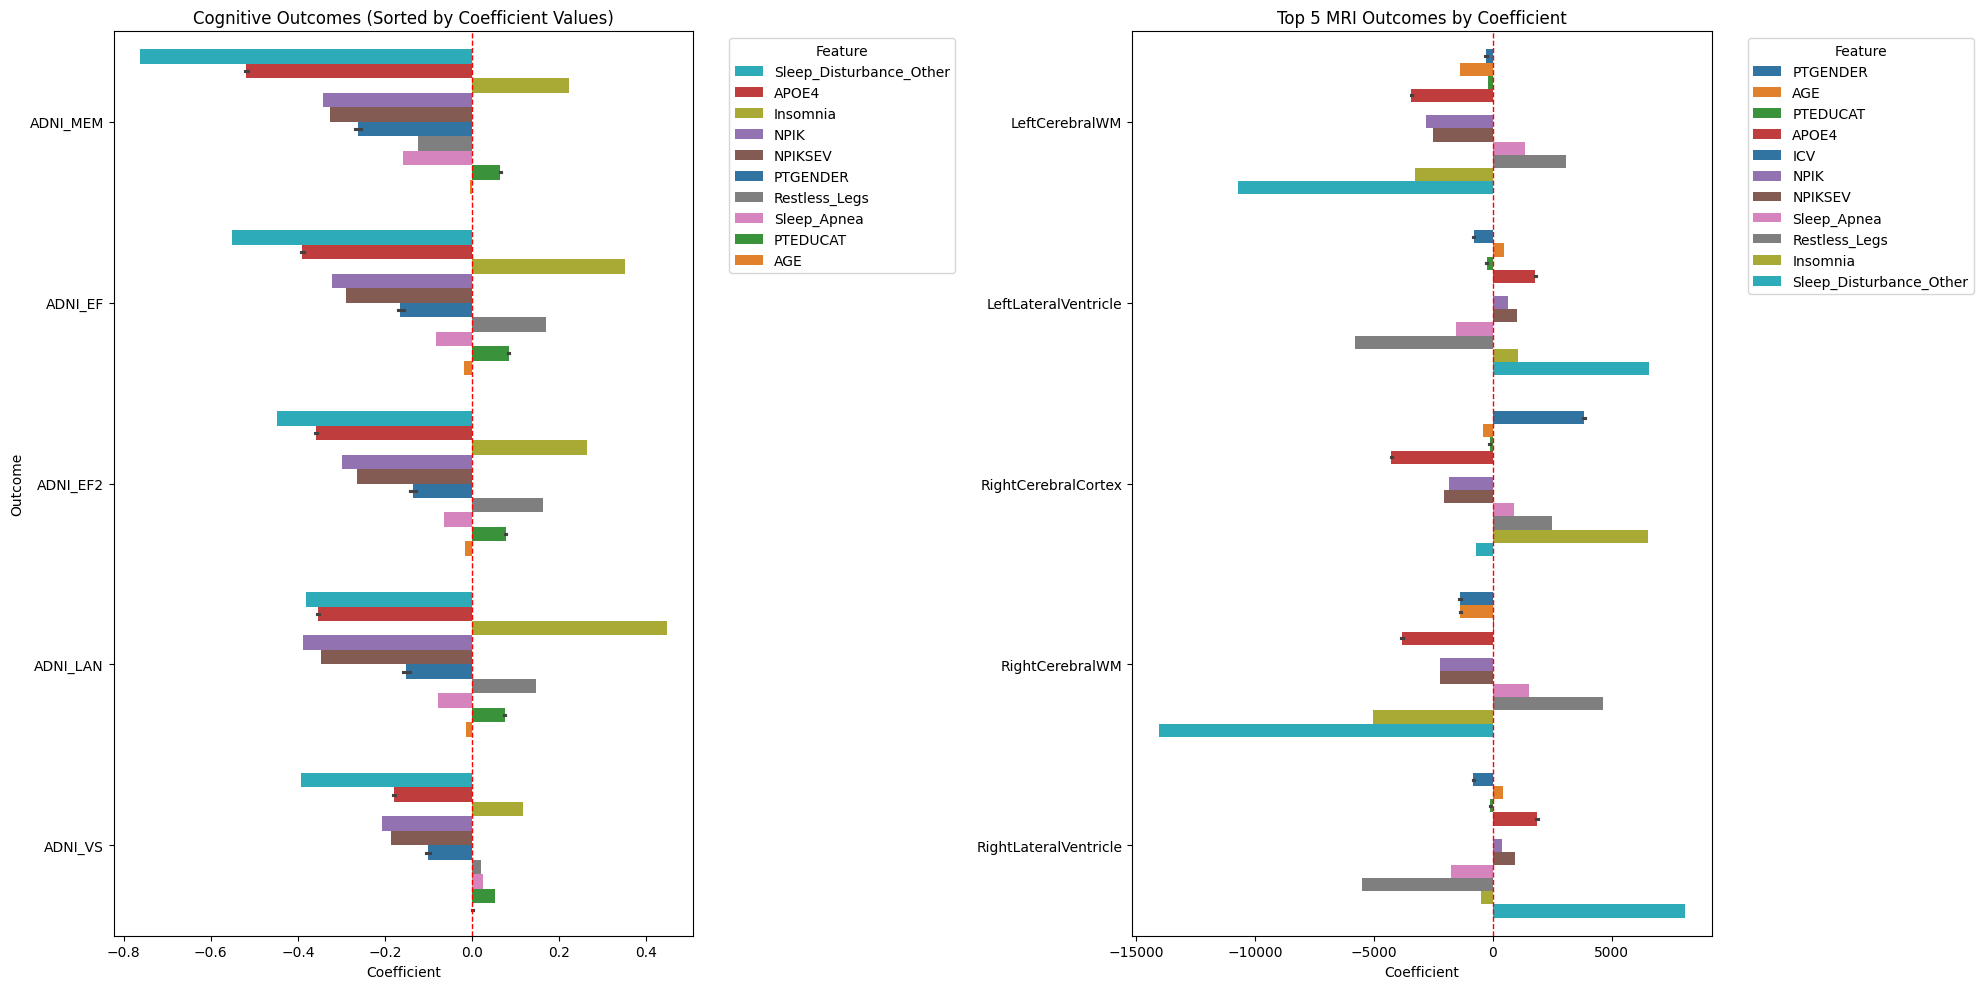 Cognitive Outcomes (Sorted by Coefficient Values)
Outcome
ADNI_MEM
ADNI_EF
ADNI_EF2
ADNI_LAN
ADNI_VS
−0.8 −0.6 −0.4 −0.2 0.0 0.2 0.4
Coefficient
Feature
Sleep_Disturbance_Other
APOE4
Insomnia
NPIK
NPIKSEV
PTGENDER
Restless_Legs
Sleep_Apnea
PTEDUCAT
AGE
Top 5 MRI Outcomes by Coefficient
LeftCerebralWM
LeftLateralVentricle
RightCerebralCortex
RightCerebralWM
RightLateralVentricle
−15000 −10000 −5000 0 5000
Coefficient
Feature
PTGENDER
AGE
PTEDUCAT
APOE4
ICV
NPIK
NPIKSEV
Sleep_Apnea
Restless_Legs
Insomnia
Sleep_Disturbance_Other